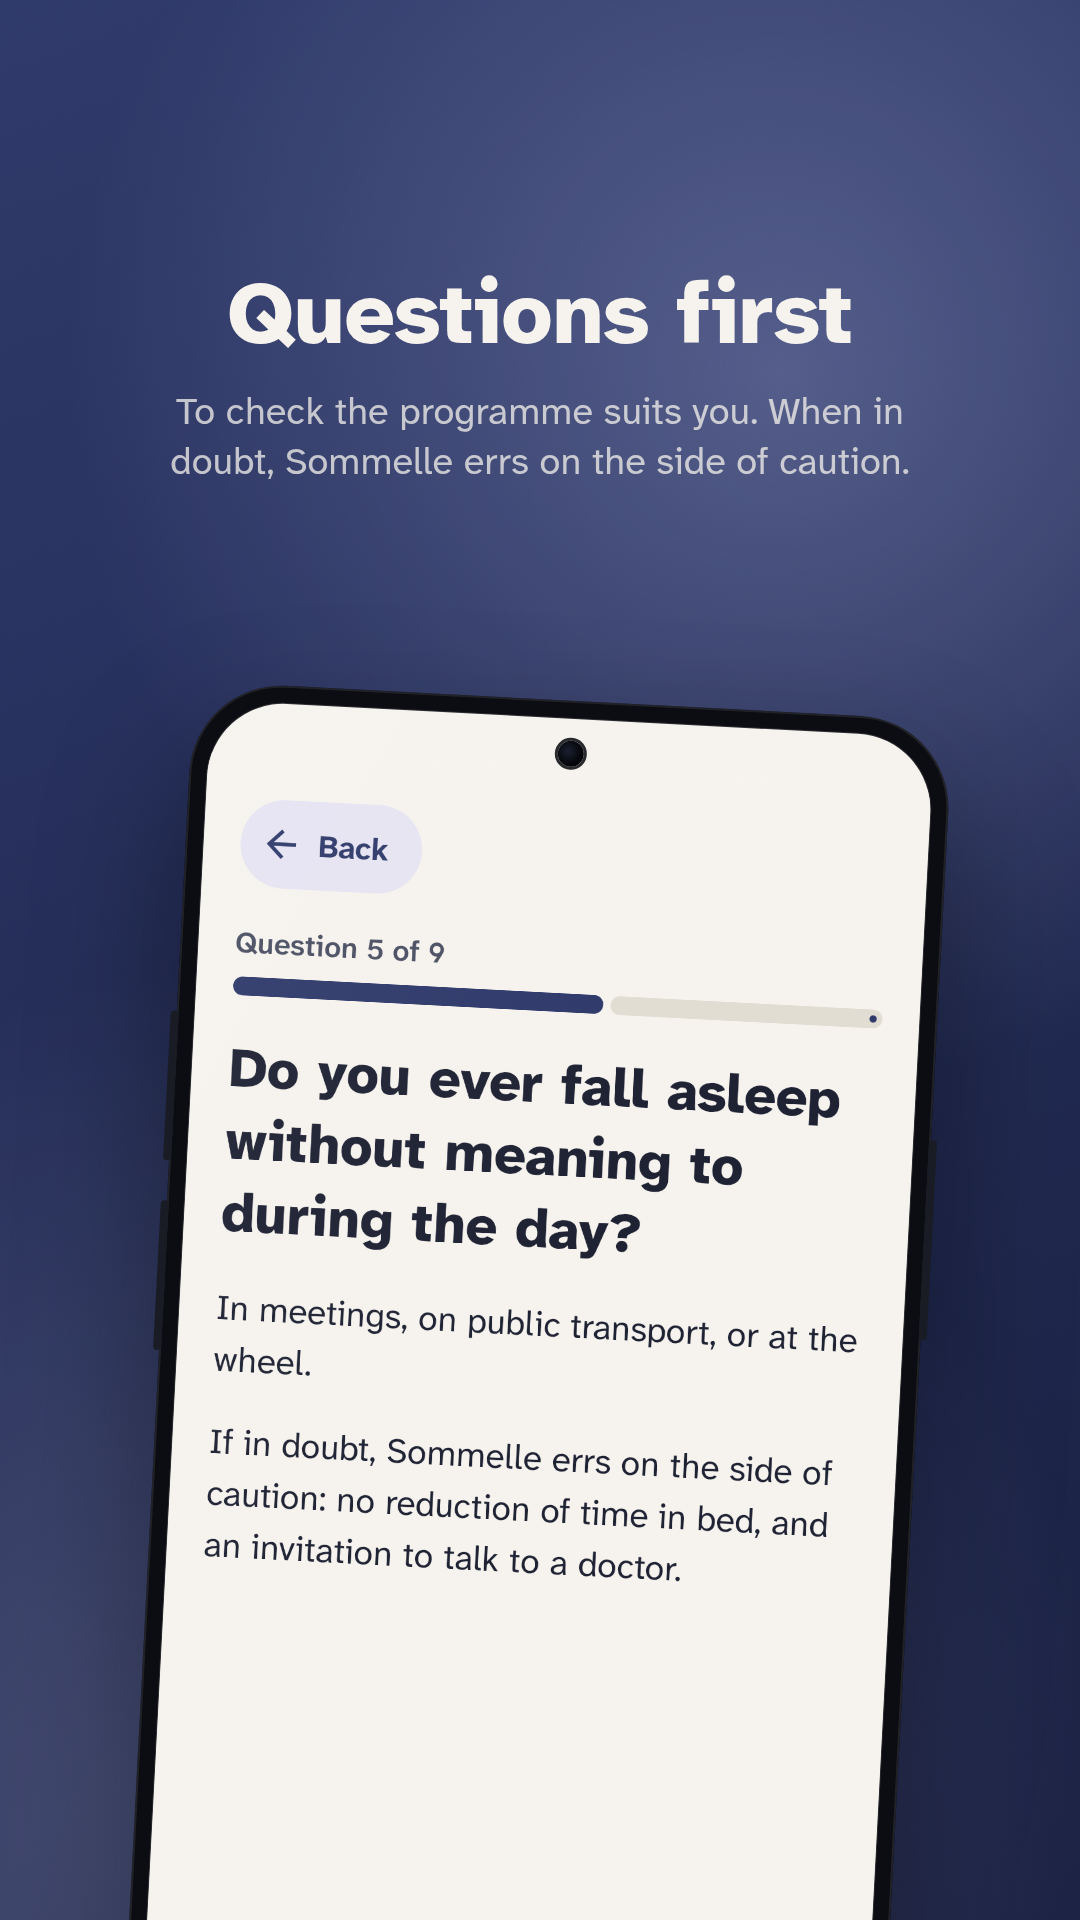 Questions first
To check the programme suits you. When in
doubt, Sommelle errs on the side of caution.
Back
Question 5 of 9
Do you ever fall asleep
without meaning to
during the day?
In meetings, on public transport, or at the
wheel.
If in doubt, Sommelle errs on the side of
caution: no reduction of time in bed, and
an invitation to talk to a doctor.